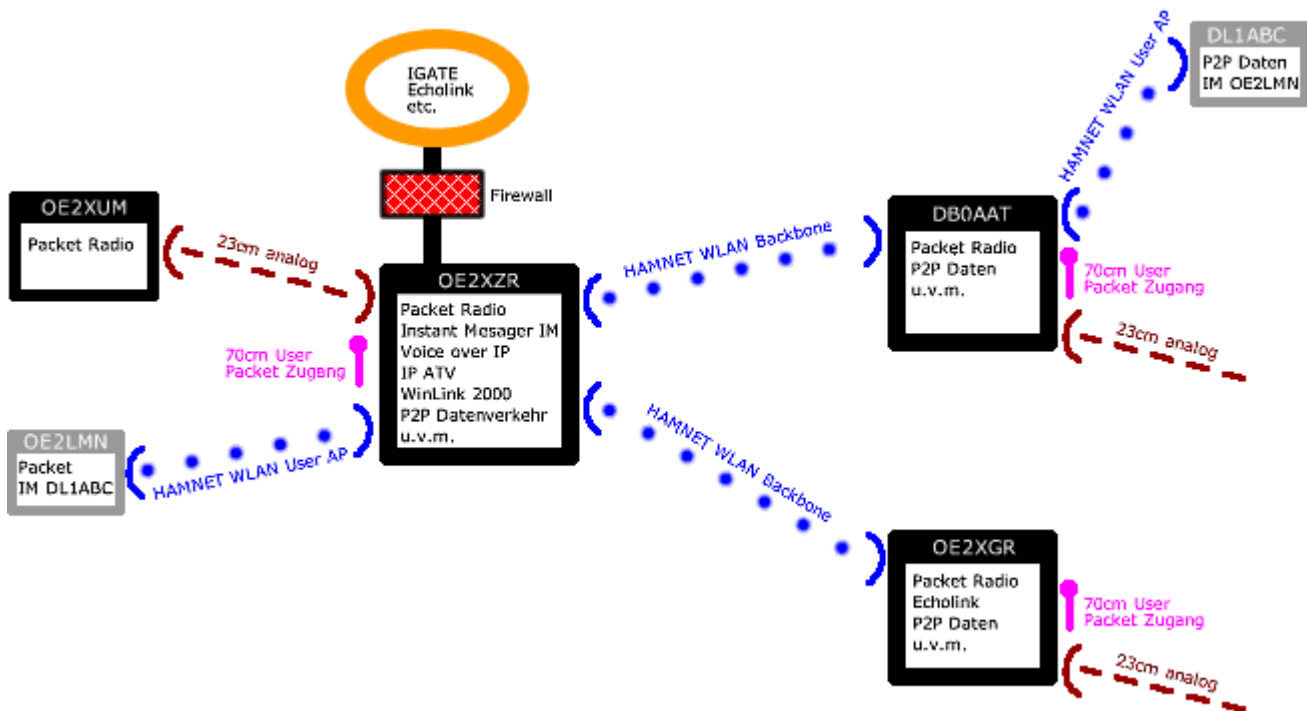 IGATE
Echolink
etc.
Firewall
OE2XUM
Packet Radio
23cm analog
OE2XZR
Packet Radio
Instant Mesager IM
Voice over IP
IP ATV
WinLink 2000
P2P Datenverkehr
u.v.m.
70cm User
Packet Zugang
OE2LMN
Packet
IM DL1ABC
HAMNET WLAN User AP
HAMNET WLAN Backbone
HAMNET WLAN Backbone
DL1ABC
P2P Daten
IM OE2LMN
HAMNET WLAN User AP
DB0AAT
Packet Radio
P2P Daten
u.v.m.
70cm User
Packet Zugang
23cm analog
OE2XGR
Packet Radio
Echolink
P2P Daten
u.v.m.
70cm User
Packet Zugang
23cm analog